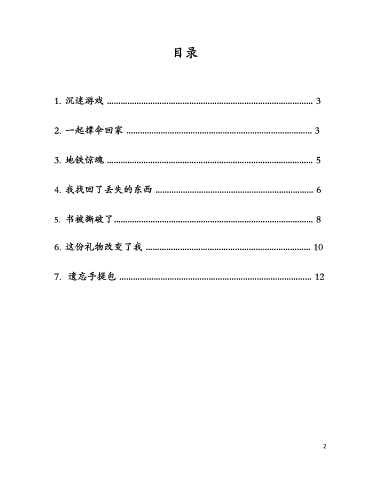 目录
1. 沉迷游戏 ……………………………………………………………………………… 3
2. 一起撑伞回家 ……………………………………………………………………… 3
3. 地铁惊魂 ……………………………………………………………………………… 5
4. 我找回了丢失的东西 …………………………………………………………… 6
5. 书被撕破了…………………………………………………………………………… 8
6. 这份礼物改变了我 ……………………………………………………………… 10
7. 遗忘手提包 ………………………………………………………………………… 12
2